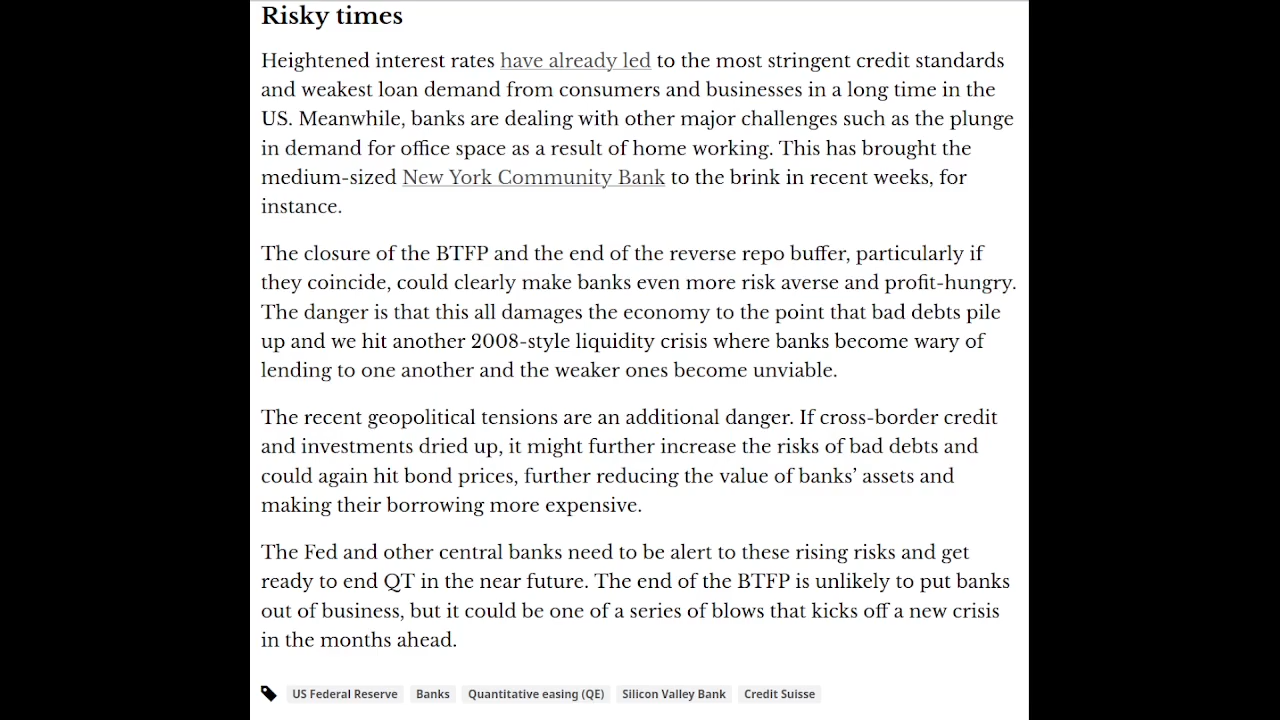 Risky times
Heightened interest rates have already led to the most stringent credit standards
and weakest loan demand from consumers and businesses in a long time in the
US. Meanwhile, banks are dealing with other major challenges such as the plunge
in demand for office space as a result of home working. This has brought the
medium-sized New York Community Bank to the brink in recent weeks, for
instance.
The closure of the BTFP and the end of the reverse repo buffer, particularly if
they coincide, could clearly make banks even more risk averse and profit-hungry.
The danger is that this all damages the economy to the point that bad debts pile
up and we hit another 2008-style liquidity crisis where banks become wary of
lending to one another and the weaker ones become unviable.
The recent geopolitical tensions are an additional danger. If cross-border credit
and investments dried up, it might further increase the risks of bad debts and
could again hit bond prices, further reducing the value of banks’ assets and
making their borrowing more expensive.
The Fed and other central banks need to be alert to these rising risks and get
ready to end QT in the near future. The end of the BTFP is unlikely to put banks
out of business, but it could be one of a series of blows that kicks off a new crisis
in the months ahead.
US Federal Reserve Banks Quantitative easing (QE) Silicon Valley Bank Credit Suisse